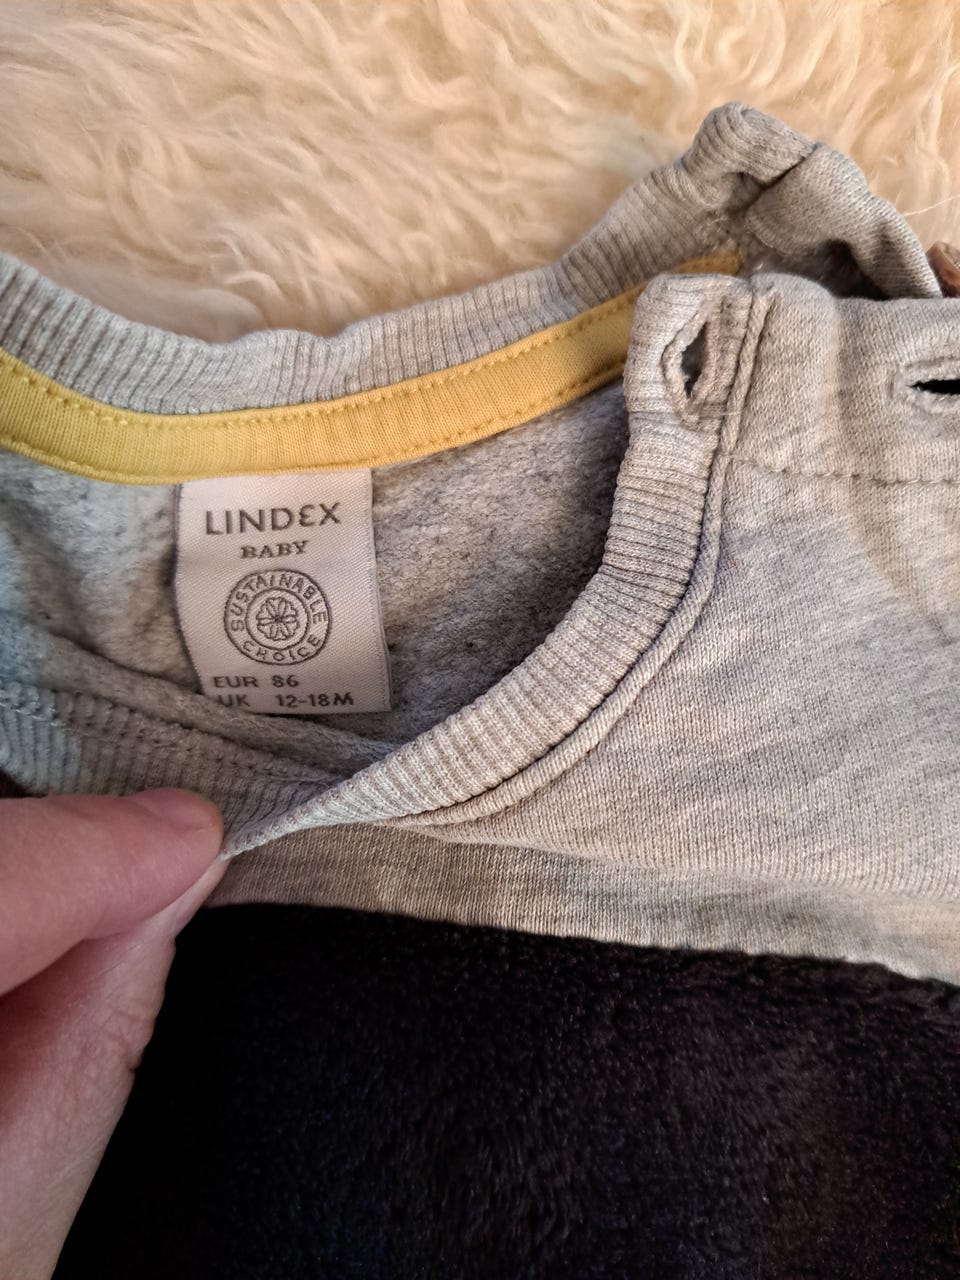 LINDEX
BABY
SUSTAINABLE
CHOICE
EUR 86
UK 12-18M